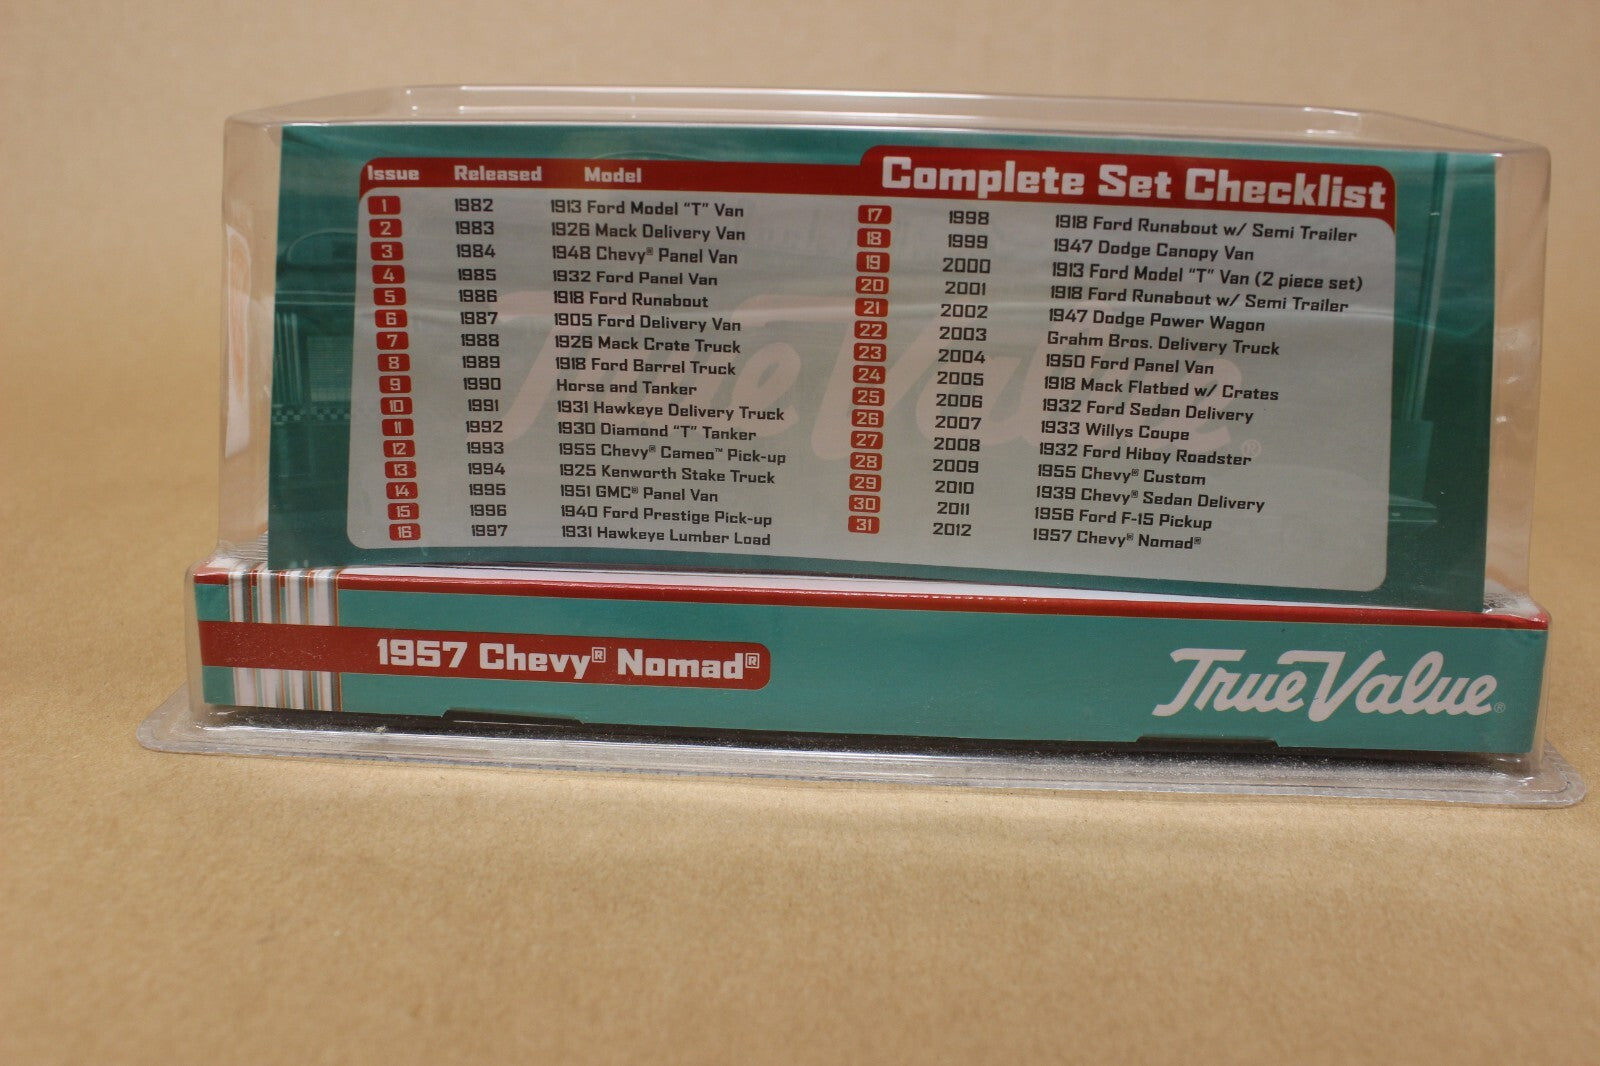 Complete Set Checklist
Issue Released Model
1 1982 1913 Ford Model "T" Van
2 1983 1926 Mack Delivery Van
3 1984 1948 Chevy® Panel Van
4 1985 1932 Ford Panel Van
5 1986 1918 Ford Runabout
6 1987 1905 Ford Delivery Van
7 1988 1926 Mack Crate Truck
8 1989 1918 Ford Barrel Truck
9 1990 Horse and Tanker
10 1991 1931 Hawkeye Delivery Truck
11 1992 1930 Diamond "T" Tanker
12 1993 1955 Chevy® Cameo™ Pick-up
13 1994 1925 Kenworth Stake Truck
14 1995 1951 GMC® Panel Van
15 1996 1940 Ford Prestige Pick-up
16 1997 1931 Hawkeye Lumber Load
17 1998 1918 Ford Runabout w/ Semi Trailer
18 1999 1947 Dodge Canopy Van
19 2000 1913 Ford Model "T" Van (2 piece set)
20 2001 1918 Ford Runabout w/ Semi Trailer
21 2002 1947 Dodge Power Wagon
22 2003 Grahm Bros. Delivery Truck
23 2004 1950 Ford Panel Van
24 2005 1918 Mack Flatbed w/ Crates
25 2006 1932 Ford Sedan Delivery
26 2007 1933 Willys Coupe
27 2008 1932 Ford Hiboy Roadster
28 2009 1955 Chevy® Custom
29 2010 1939 Chevy® Sedan Delivery
30 2011 1956 Ford F-15 Pickup
31 2012 1957 Chevy® Nomad®
True Value®
1957 Chevy® Nomad®
True Value®